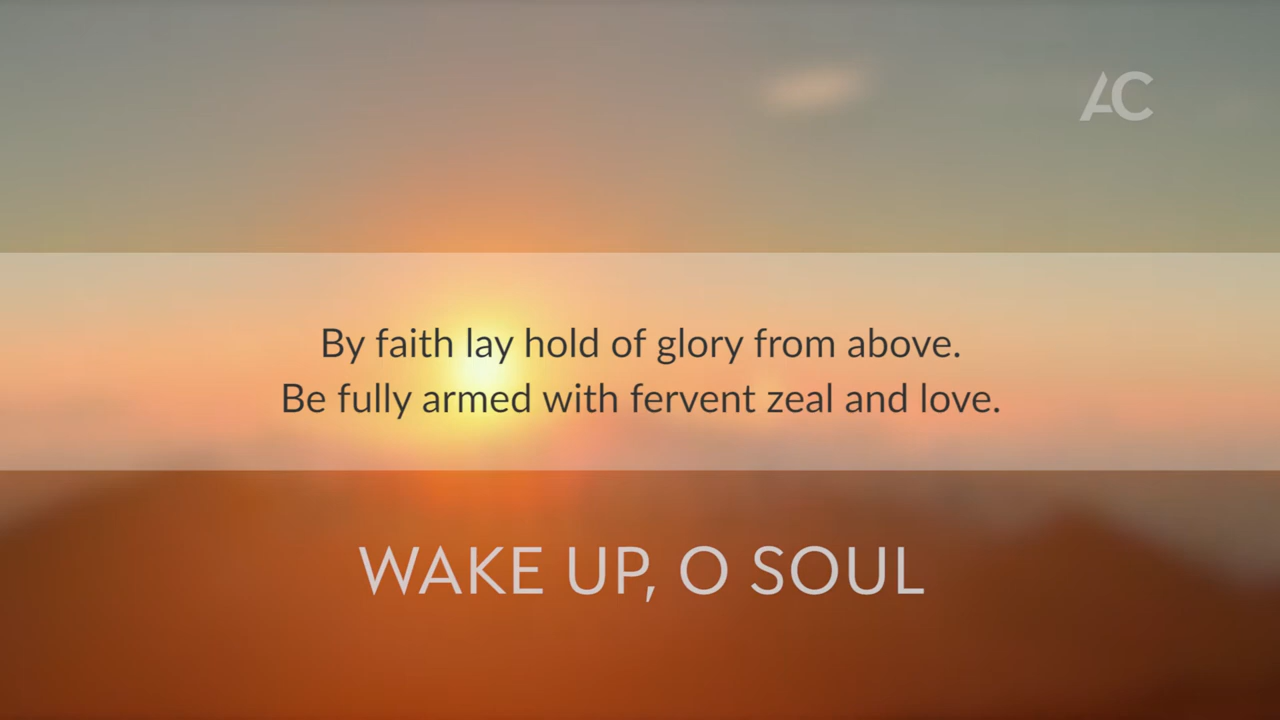 AC
By faith lay hold of glory from above.
Be fully armed with fervent zeal and love.
WAKE UP, O SOUL